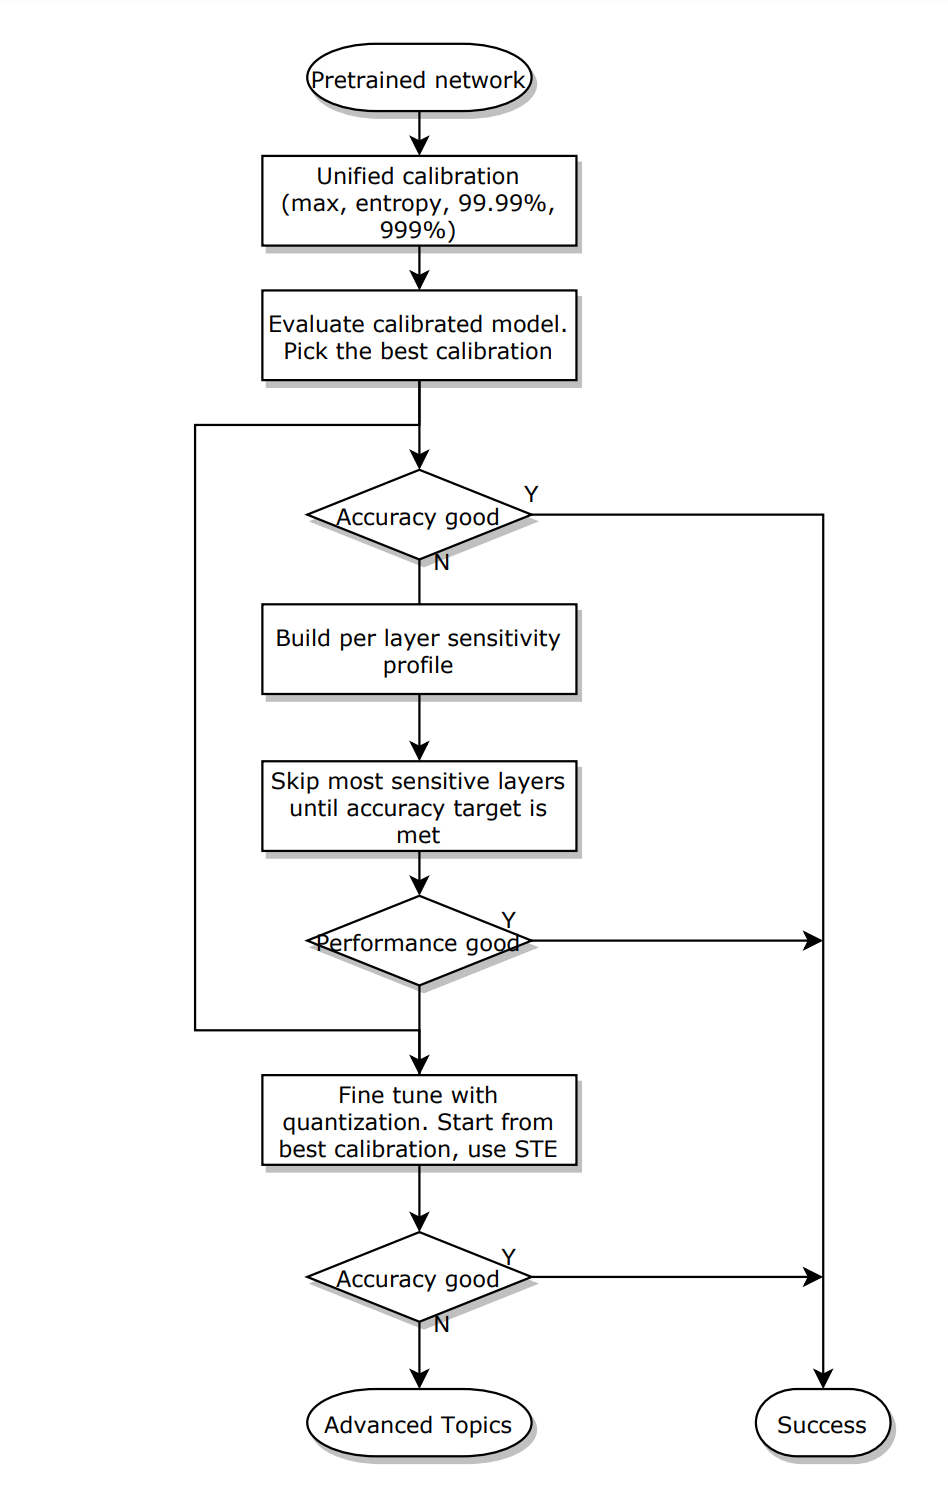 Pretrained network
Unified calibration
(max, entropy, 99.99%,
999%)
Evaluate calibrated model.
Pick the best calibration
Y
Accuracy good
N
Build per layer sensitivity
profile
Skip most sensitive layers
until accuracy target is
met
Y
Performance good
Fine tune with
quantization. Start from
best calibration, use STE
Y
Accuracy good
N
Advanced Topics
Success